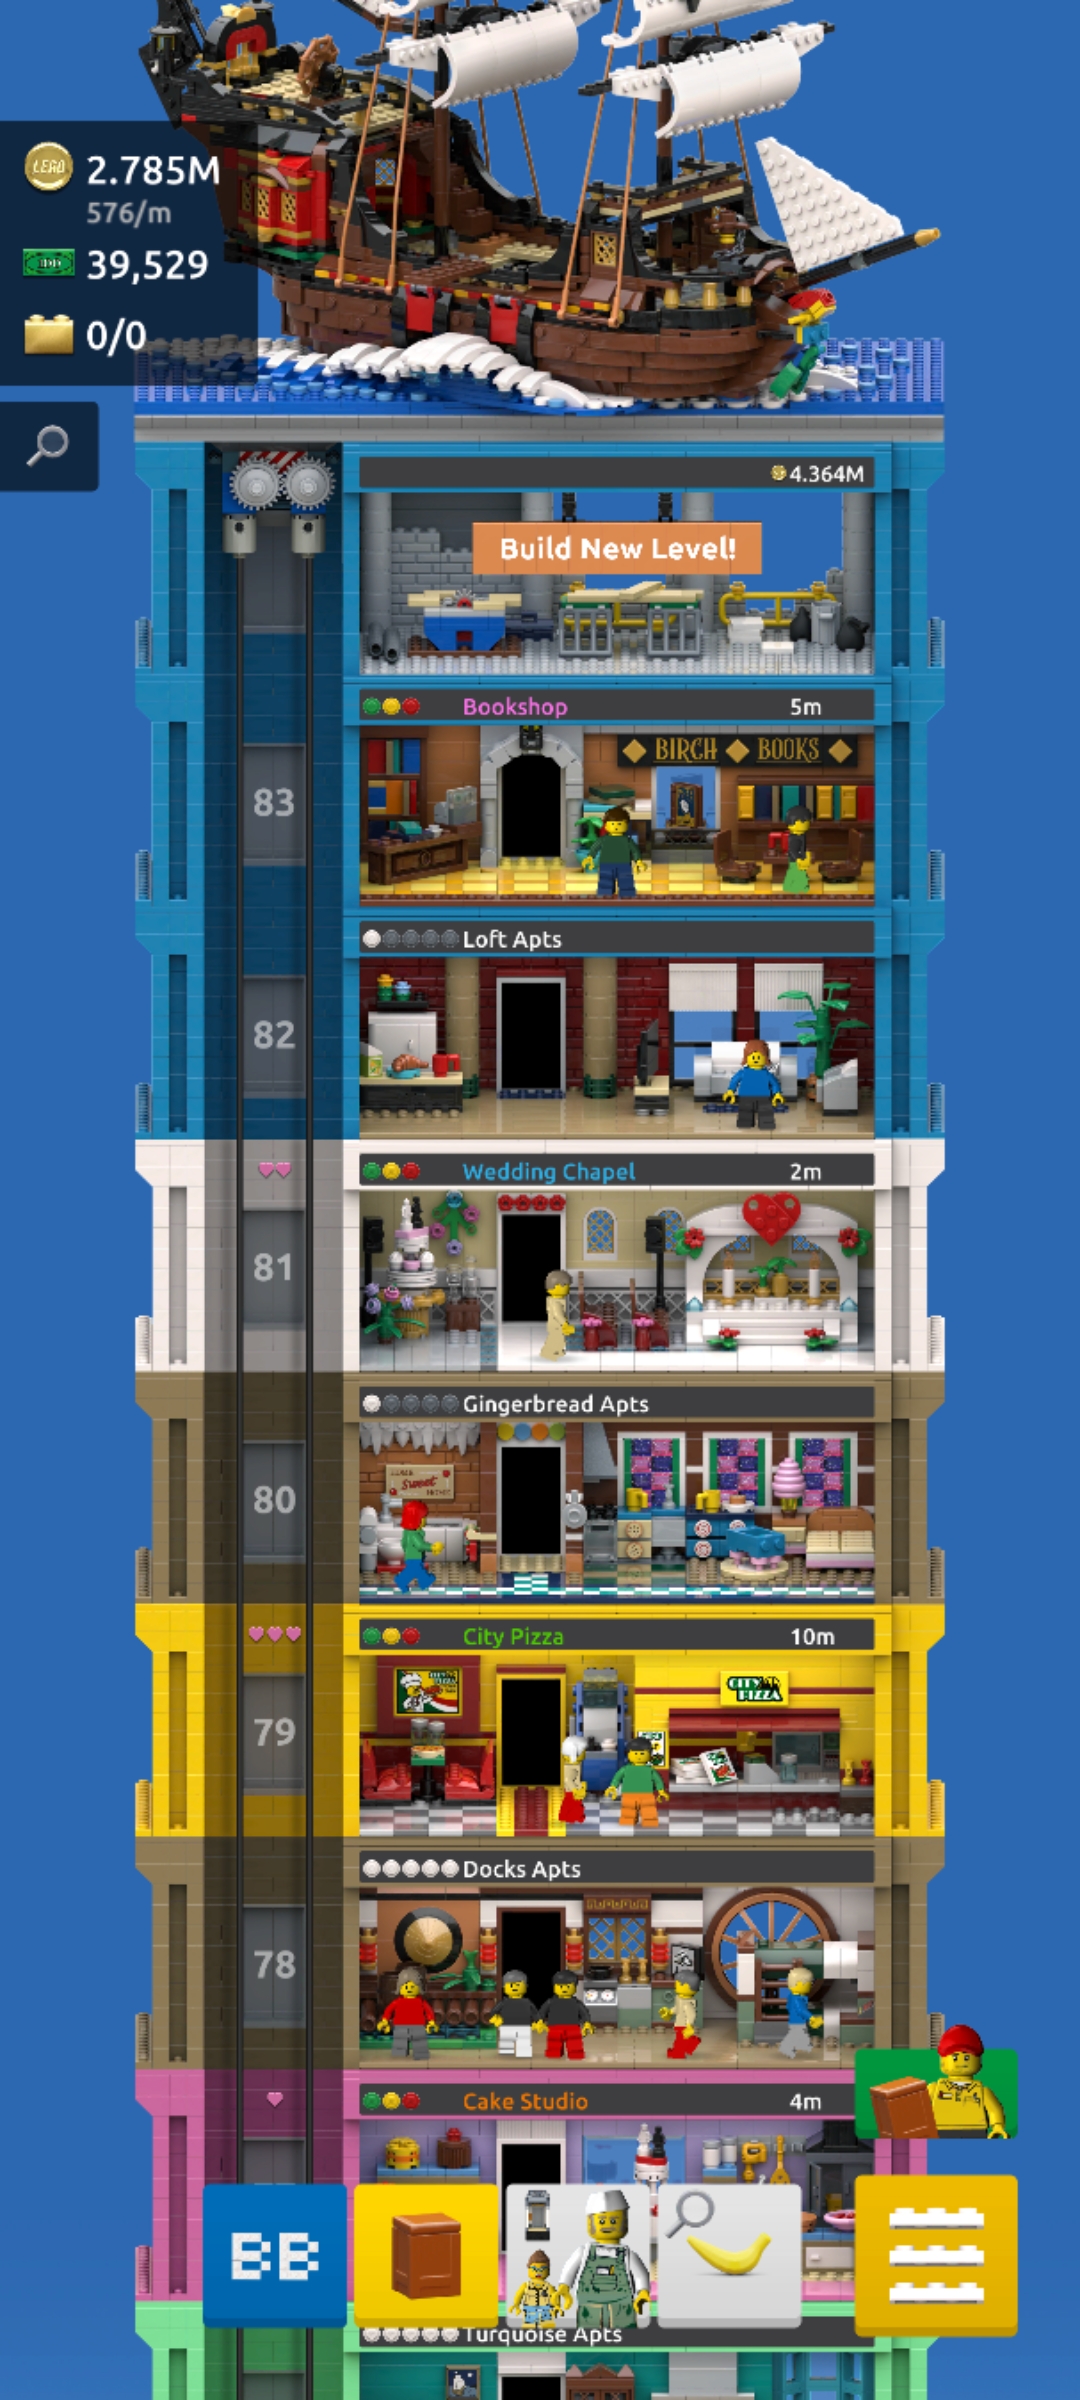 LEGO
2.785M
576/m
39,529
0/0
4.364M
Build New Level!
Bookshop 5m
BIRCH BOOKS
83
Loft Apts
82
Wedding Chapel 2m
81
Gingerbread Apts
Sweet
80
City Pizza 10m
CITY PIZZA
79
Docks Apts
78
Cake Studio 4m
BB
Turquoise Apts